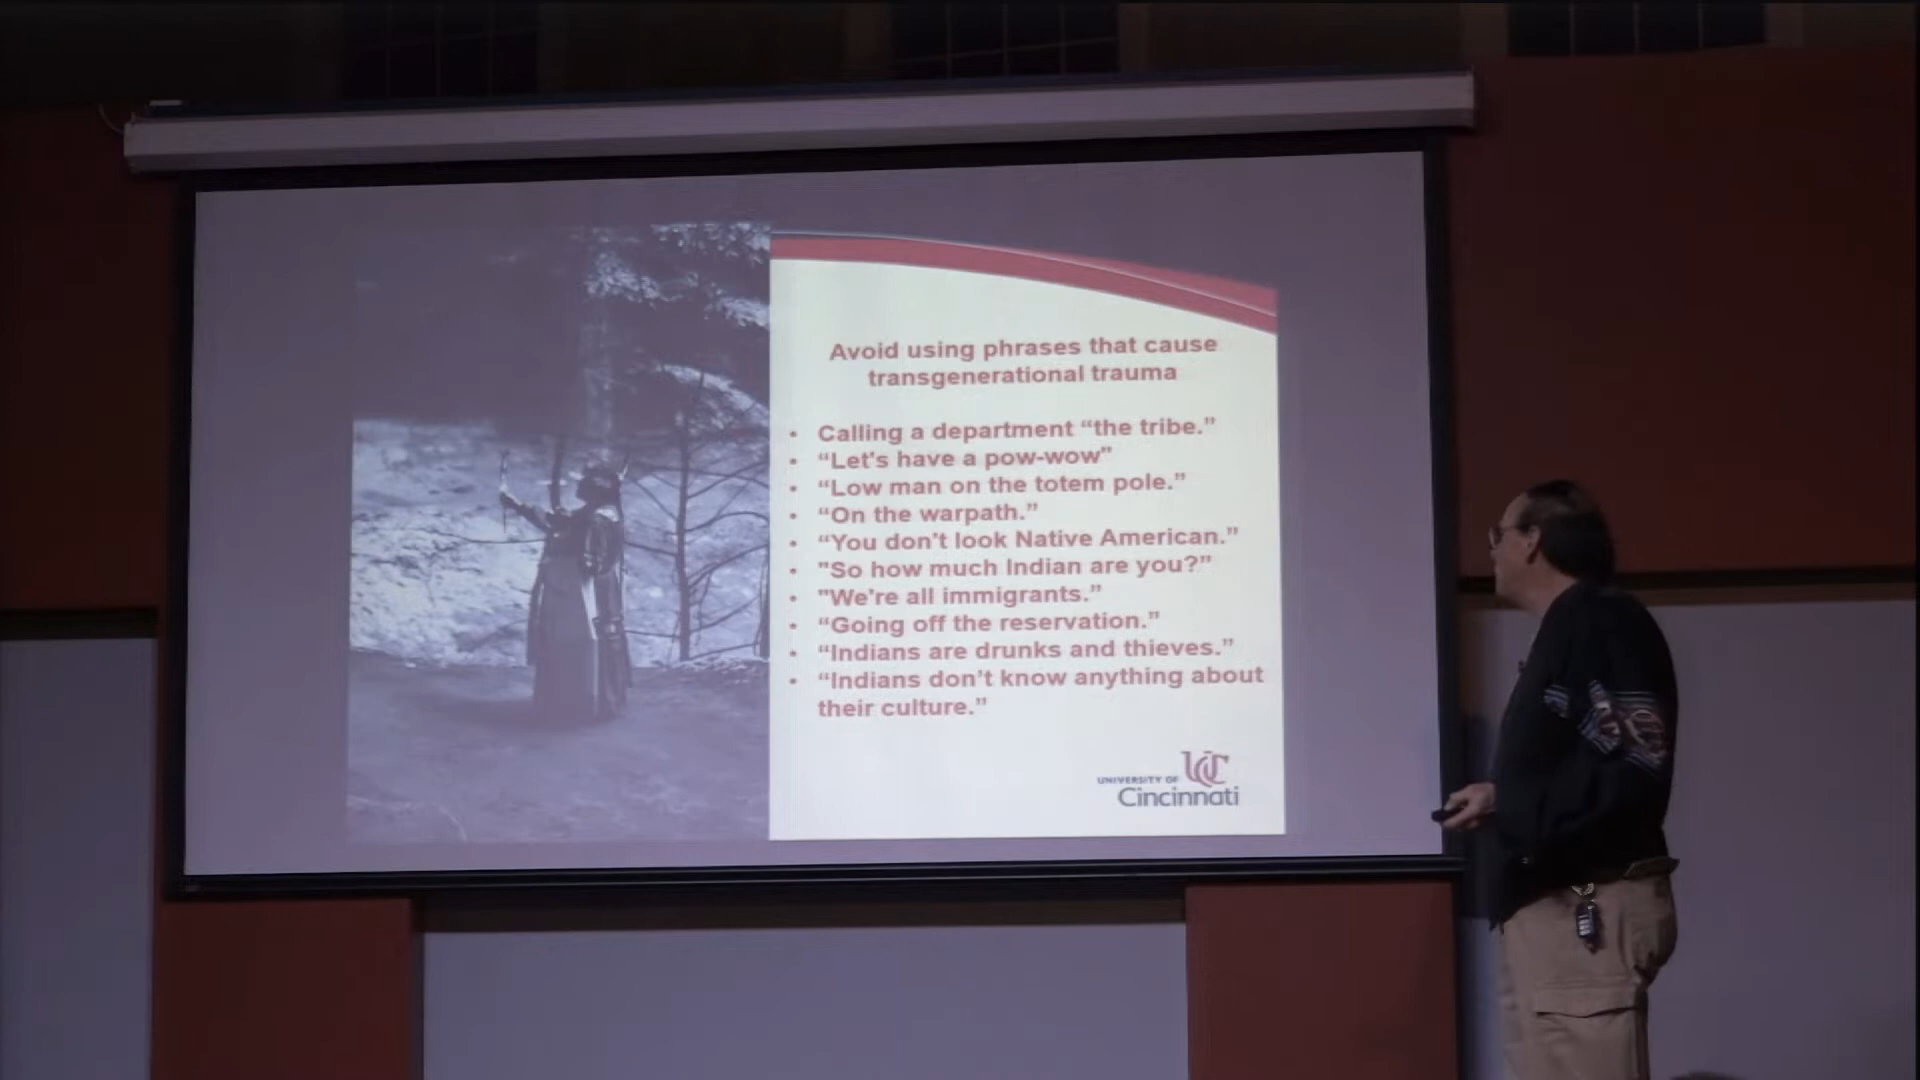 Avoid using phrases that cause
transgenerational trauma
• Calling a department “the tribe.”
• “Let's have a pow-wow”
• “Low man on the totem pole.”
• “On the warpath.”
• “You don’t look Native American.”
• "So how much Indian are you?”
• "We're all immigrants.”
• “Going off the reservation.”
• “Indians are drunks and thieves.”
• “Indians don’t know anything about
their culture.”
UC
UNIVERSITY OF
Cincinnati